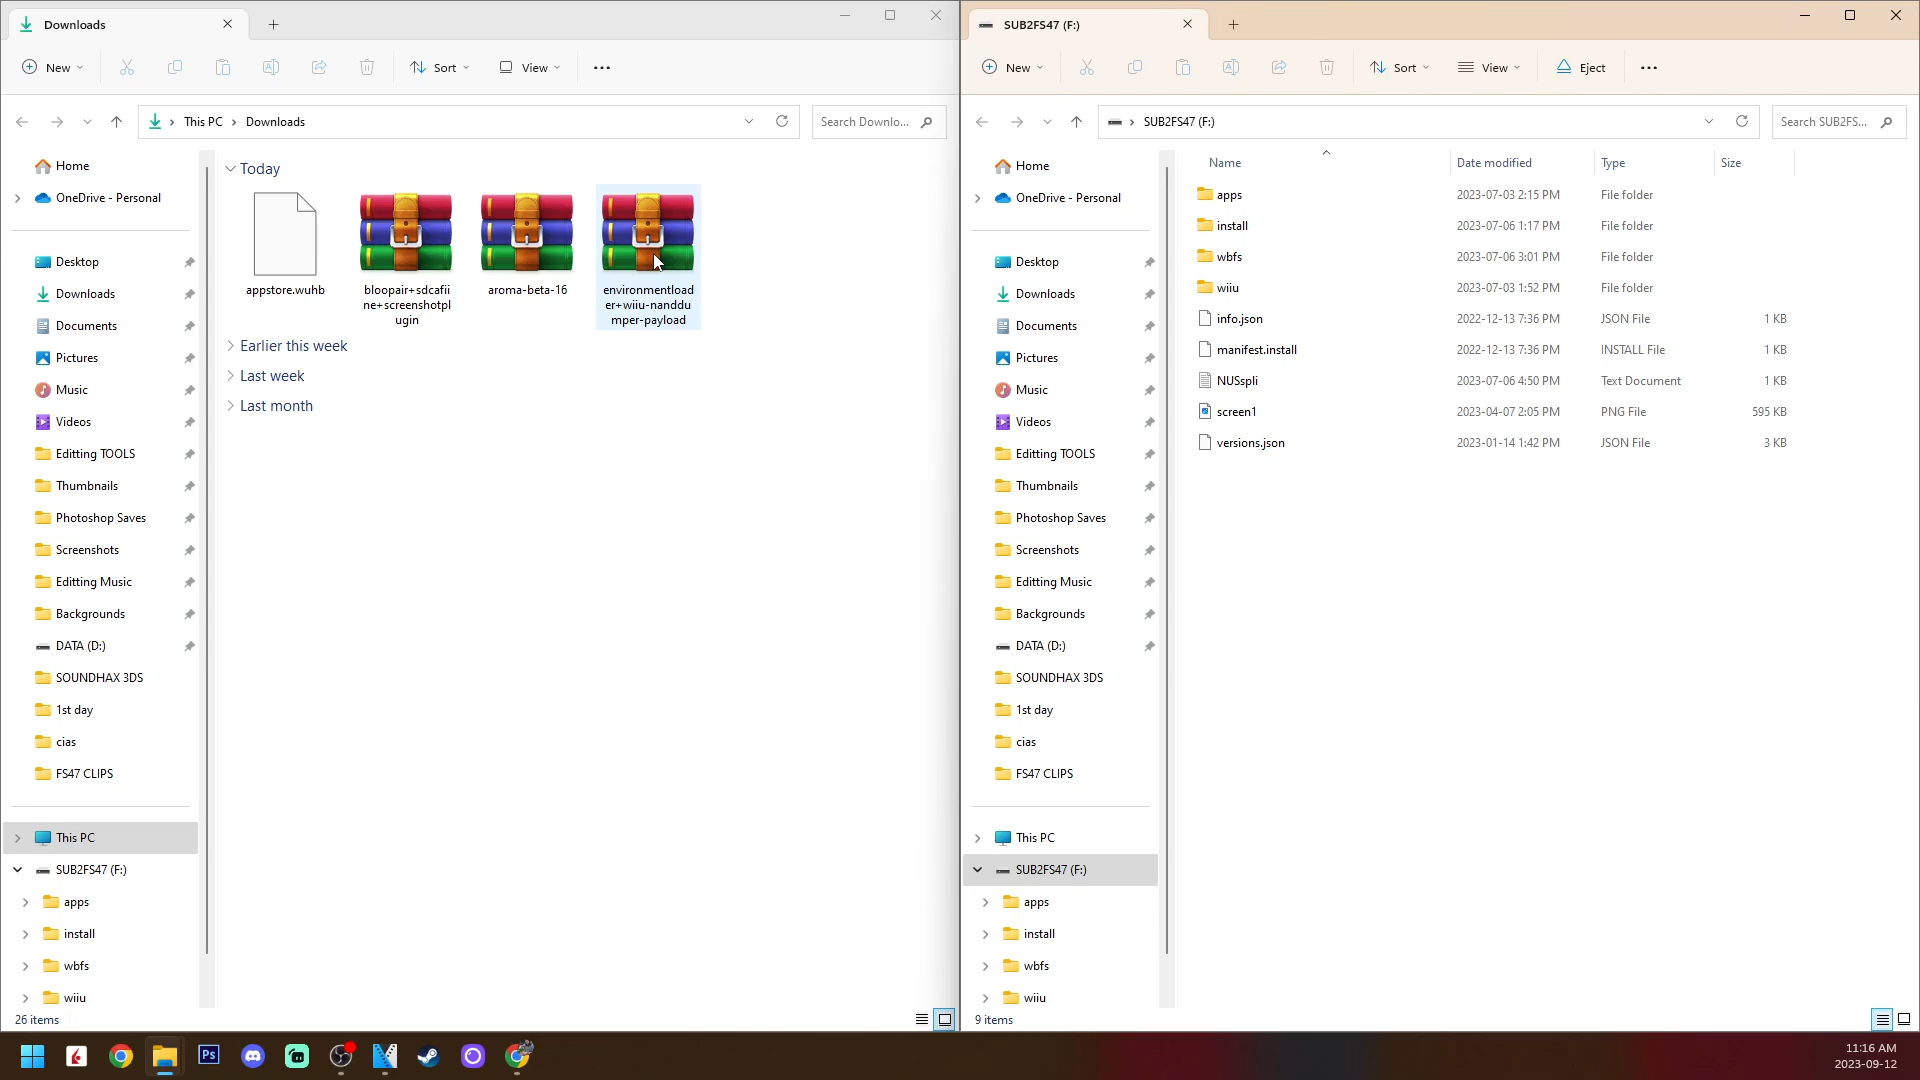 Downloads
New
Sort
View
This PC
Downloads
Search Downlo...
Home
OneDrive - Personal
Desktop
Downloads
Documents
Pictures
Music
Videos
Editting TOOLS
Thumbnails
Photoshop Saves
Screenshots
Editting Music
Backgrounds
DATA (D:)
SOUNDHAX 3DS
1st day
cias
FS47 CLIPS
This PC
SUB2FS47 (F:)
apps
install
wbfs
wiiu
26 items
Today
appstore.wuhb
bloopair+sdcafii
ne+screenshotpl
ugin
aroma-beta-16
environmentload
er+wiiu-nanddu
mper-payload
Earlier this week
Last week
Last month
SUB2FS47 (F:)
New
Sort
View
Eject
SUB2FS47 (F:)
Search SUB2FS...
Home
OneDrive - Personal
Desktop
Downloads
Documents
Pictures
Music
Videos
Editting TOOLS
Thumbnails
Photoshop Saves
Screenshots
Editting Music
Backgrounds
DATA (D:)
SOUNDHAX 3DS
1st day
cias
FS47 CLIPS
This PC
SUB2FS47 (F:)
apps
install
wbfs
wiiu
9 items
Name Date modified Type Size
apps 2023-07-03 2:15 PM File folder
install 2023-07-06 1:17 PM File folder
wbfs 2023-07-06 3:01 PM File folder
wiiu 2023-07-03 1:52 PM File folder
info.json 2022-12-13 7:36 PM JSON File 1 KB
manifest.install 2022-12-13 7:36 PM INSTALL File 1 KB
NUSspli 2023-07-06 4:50 PM Text Document 1 KB
screen1 2023-04-07 2:05 PM PNG File 595 KB
versions.json 2023-01-14 1:42 PM JSON File 3 KB
Ps
11:16 AM
2023-09-12